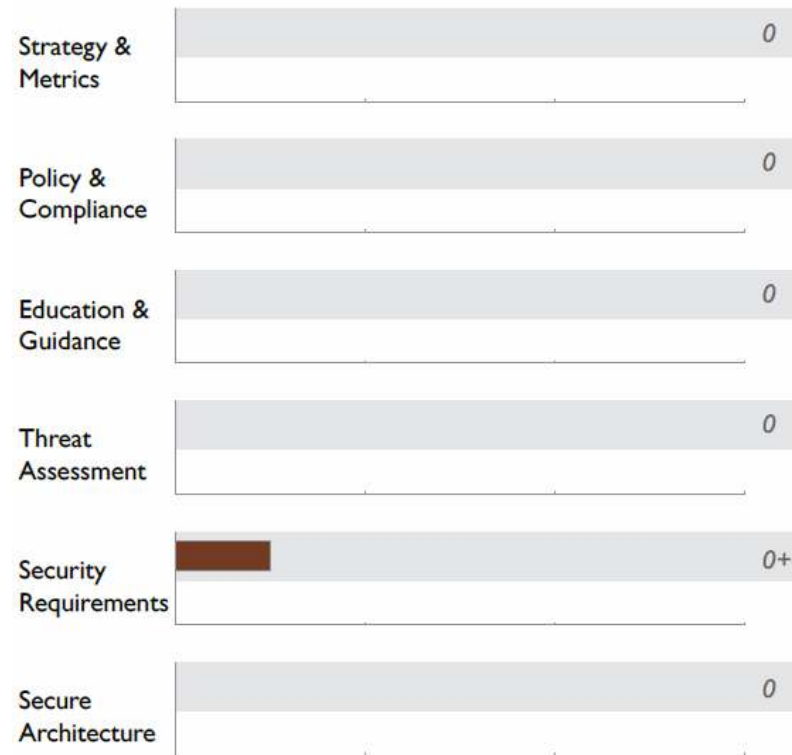 Strategy &
Metrics
0
Policy &
Compliance
0
Education &
Guidance
0
Threat
Assessment
0
Security
Requirements
0+
Secure
Architecture
0